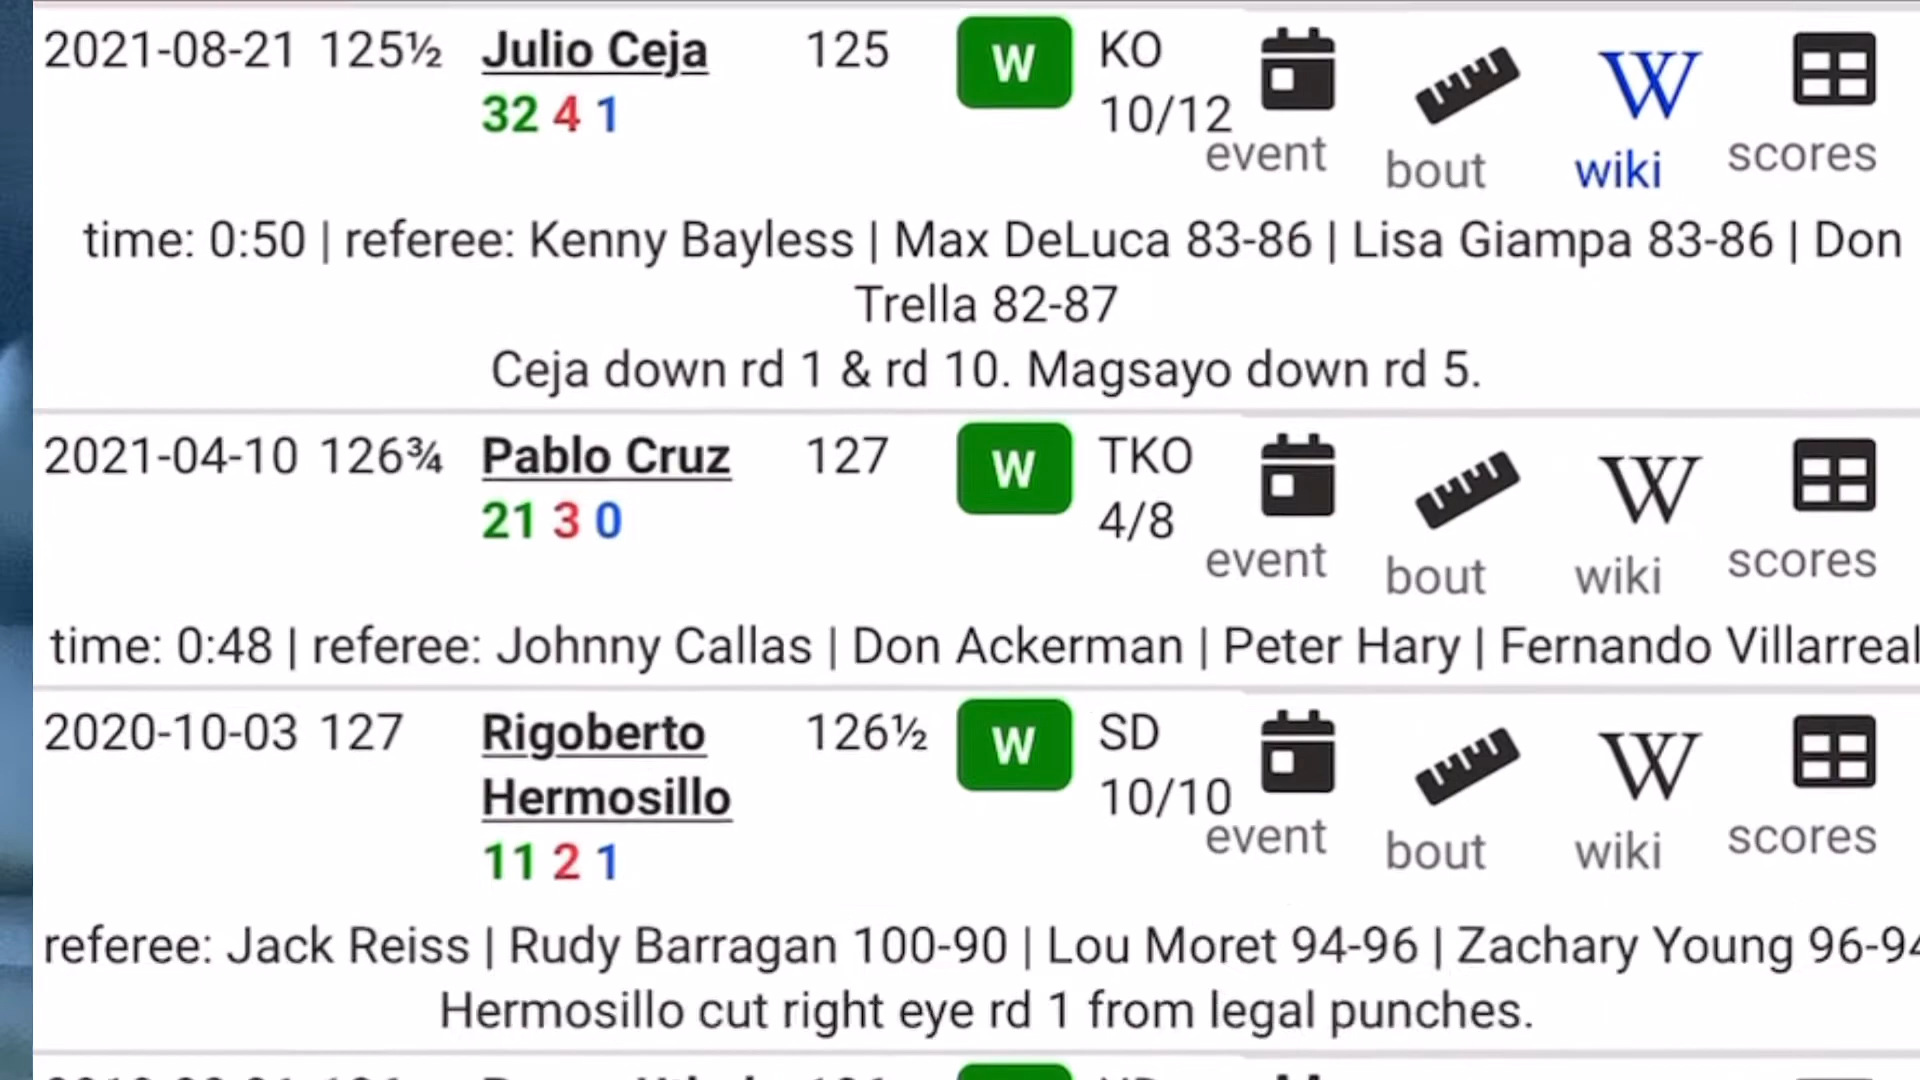 2021-08-21 125½ Julio Ceja 125 W KO
32 4 1 10/12
event bout wiki scores
time: 0:50 | referee: Kenny Bayless | Max DeLuca 83-86 | Lisa Giampa 83-86 | Don
Trella 82-87
Ceja down rd 1 & rd 10. Magsayo down rd 5.
2021-04-10 126¾ Pablo Cruz 127 W TKO
21 3 0 4/8
event bout wiki scores
time: 0:48 | referee: Johnny Callas | Don Ackerman | Peter Hary | Fernando Villarreal
2020-10-03 127 Rigoberto 126½ W SD
Hermosillo 10/10
event bout wiki scores
11 2 1
referee: Jack Reiss | Rudy Barragan 100-90 | Lou Moret 94-96 | Zachary Young 96-94
Hermosillo cut right eye rd 1 from legal punches.